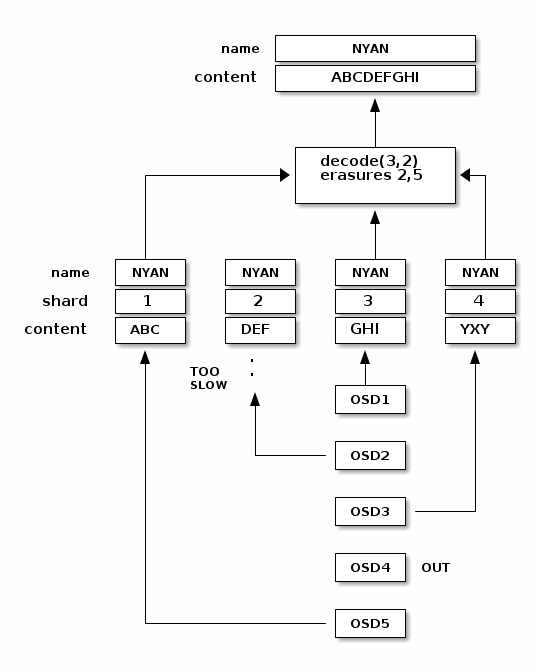 name NYAN
content ABCDEFGHI
decode(3,2)
erasures 2,5
name NYAN NYAN NYAN NYAN
shard 1 2 3 4
content ABC DEF GHI YXY
TOO
SLOW
OSD1
OSD2
OSD3
OSD4 OUT
OSD5